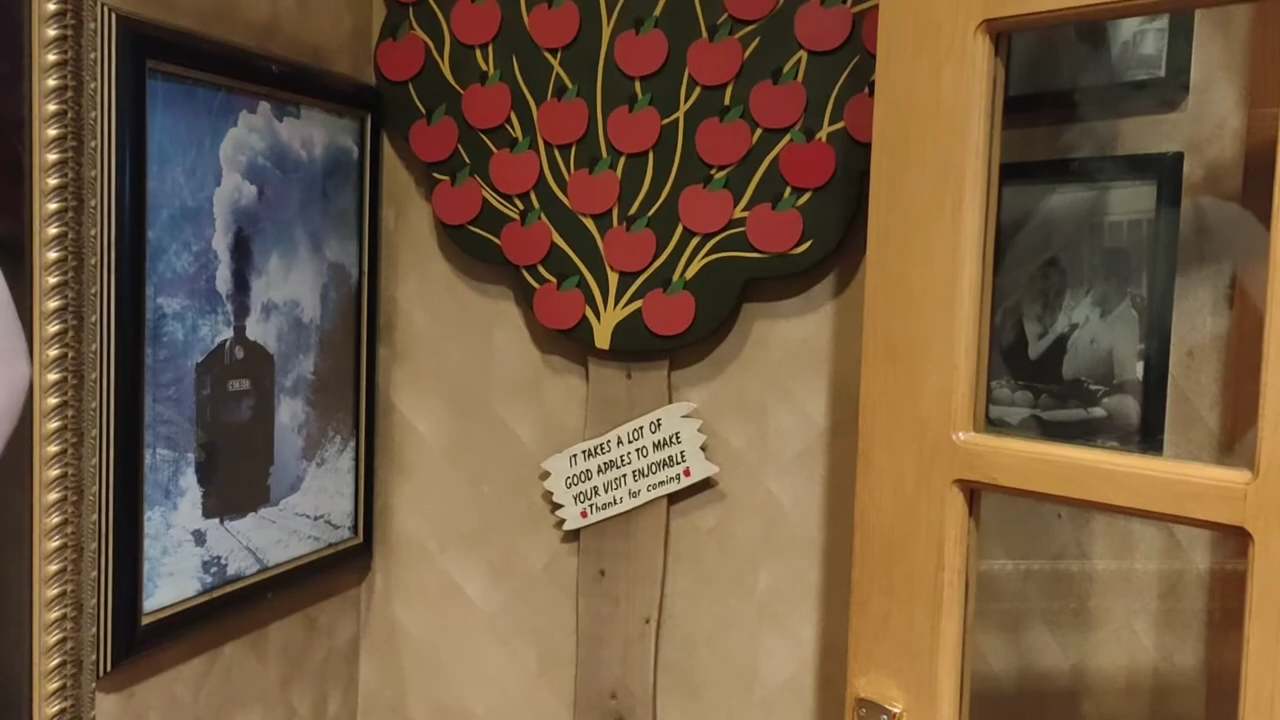 IT TAKES A LOT OF
GOOD APPLES TO MAKE
YOUR VISIT ENJOYABLE
Thanks for coming